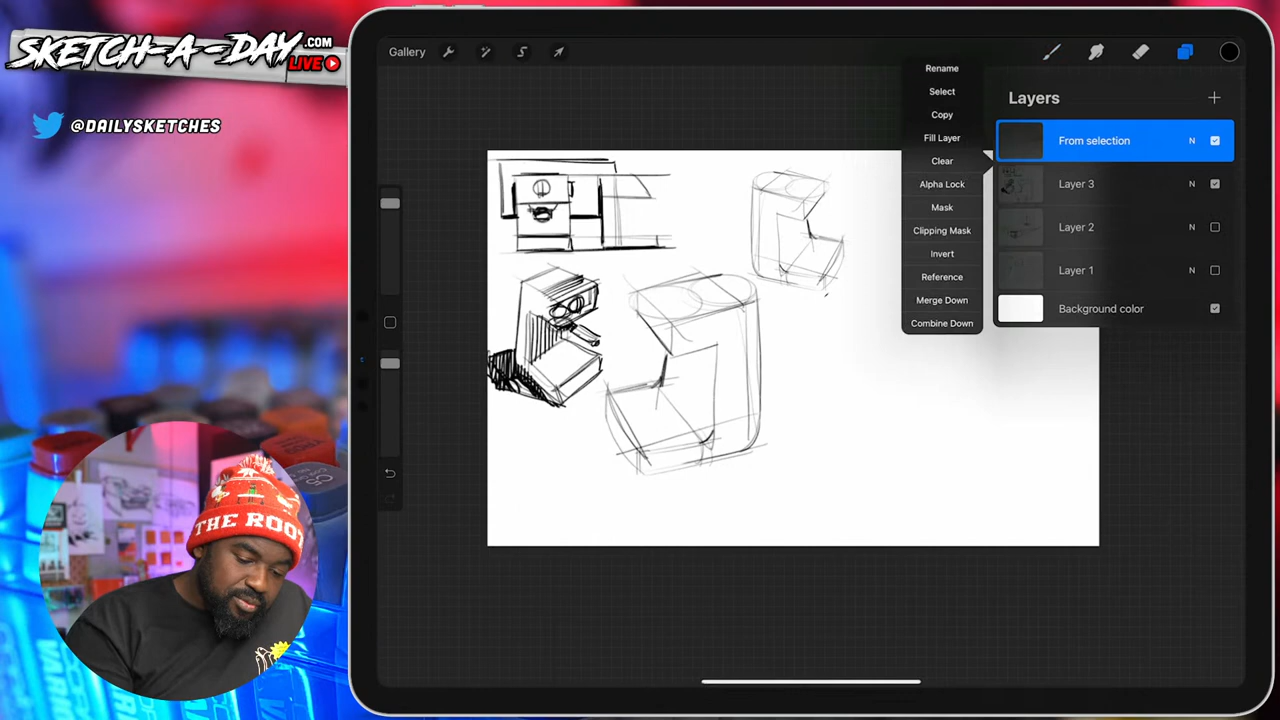 SKETCH-A-DAY.COM
LIVE
@DAILYSKETCHES
THE ROOT
VARI
Gallery
Rename
Select
Copy
Fill Layer
Clear
Alpha Lock
Mask
Clipping Mask
Invert
Reference
Merge Down
Combine Down
Layers
From selection N
Layer 3 N
Layer 2 N
Layer 1 N
Background color